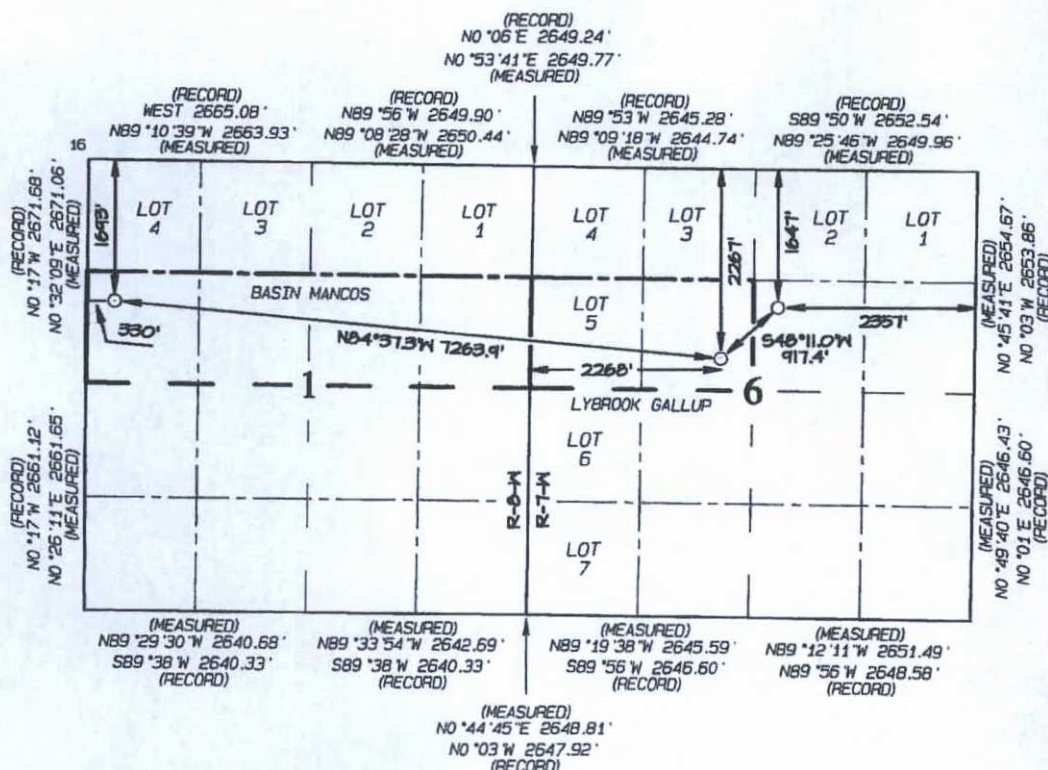 (RECORD)
N0°06'E 2649.24'
N0°53'41"E 2649.77'
(MEASURED)
(RECORD)
WEST 2665.08'
N89°10'39"W 2663.93'
(MEASURED)
(RECORD)
N89°56'W 2649.90'
N89°08'28"W 2650.44'
(MEASURED)
(RECORD)
N89°53'W 2645.28'
N89°09'18"W 2644.74'
(MEASURED)
(RECORD)
S89°50'W 2652.54'
N89°25'46"W 2649.96'
(MEASURED)
16
(RECORD)
N0°17'W 2671.68'
N0°32'09"E 2671.06'
(MEASURED)
1693'
LOT
4
LOT
3
LOT
2
LOT
1
LOT
4
LOT
3
2267'
1647'
LOT
2
LOT
1
(MEASURED)
N0°45'41"E 2654.67'
N0°03'W 2653.86'
(RECORD)
BASIN MANCOS
330'
N84°37.3'W 7263.9'
LOT
5
2268'
S48°11.0'W
917.4'
2357'
1
6
LYBROOK GALLUP
(RECORD)
N0°17'W 2661.12'
N0°26'11"E 2661.65'
(MEASURED)
LOT
6
R-8-W
R-7-W
LOT
7
(MEASURED)
N0°49'40"E 2646.43'
N0°01'E 2646.60'
(RECORD)
(MEASURED)
N89°29'30"W 2640.68'
S89°38'W 2640.33'
(RECORD)
(MEASURED)
N89°33'54"W 2642.69'
S89°38'W 2640.33'
(RECORD)
(MEASURED)
N89°19'38"W 2645.59'
S89°56'W 2646.60'
(RECORD)
(MEASURED)
N89°12'11"W 2651.49'
N89°56'W 2648.58'
(RECORD)
(MEASURED)
N0°44'45"E 2648.81'
N0°03'W 2647.92'
(RECORD)